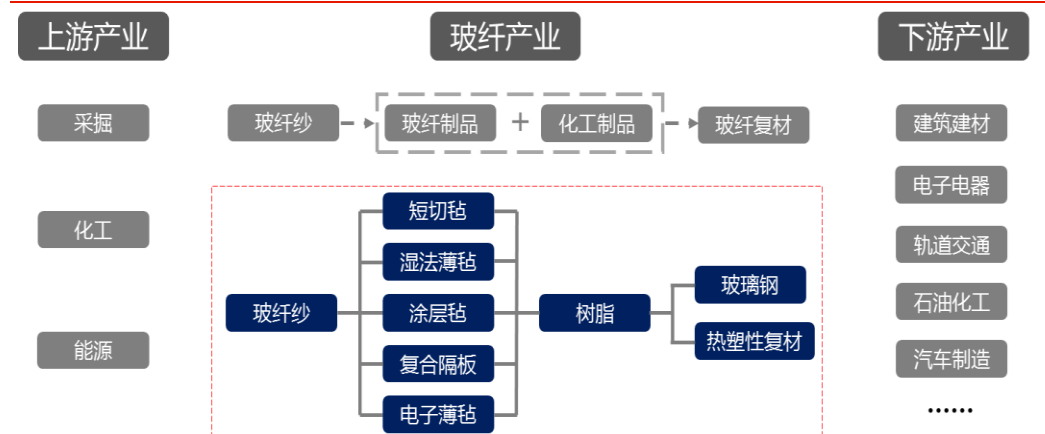 上游产业
玻纤产业
下游产业
采掘
化工
能源
玻纤纱
玻纤制品
+
化工制品
玻纤复材
玻纤纱
短切毡
湿法薄毡
涂层毡
复合隔板
电子薄毡
树脂
玻璃钢
热塑性复材
建筑建材
电子电器
轨道交通
石油化工
汽车制造
······